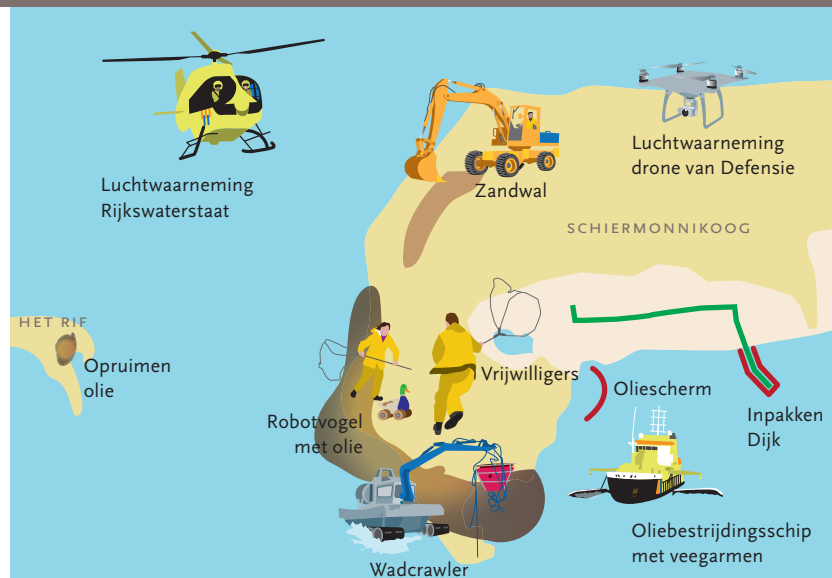 Luchtwaarneming
Rijkswaterstaat
Zandwal
Luchtwaarneming
drone van Defensie
SCHIERMONNIKOOG
HET RIF
Opruimen
olie
Vrijwilligers
Oliescherm
Inpakken
Dijk
Robotvogel
met olie
Oliebestrijdingsschip
met veegarmen
Wadcrawler